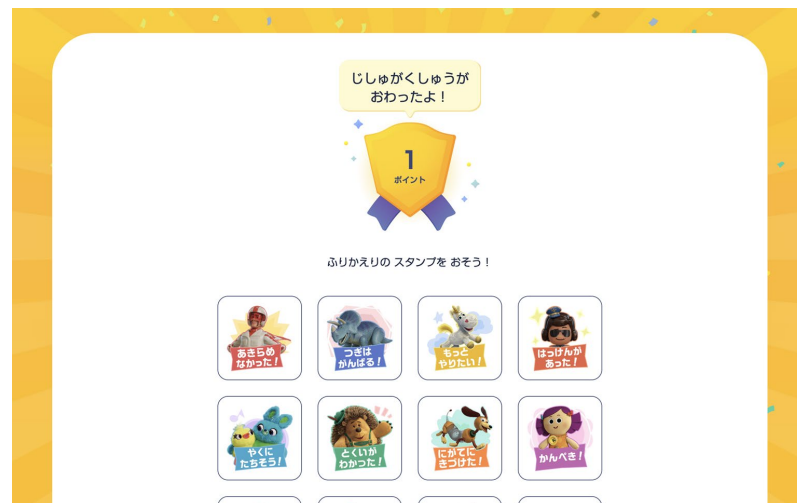 じしゅがくしゅうが
おわったよ！
1
ポイント
ふりかえりの スタンプを おそう！
あきらめ
なかった！
つぎは
がんばる！
もっと
やりたい！
はっけんが
あった！
やくに
たちそう！
とくいが
わかった！
にがてに
きづけた！
かんぺき！